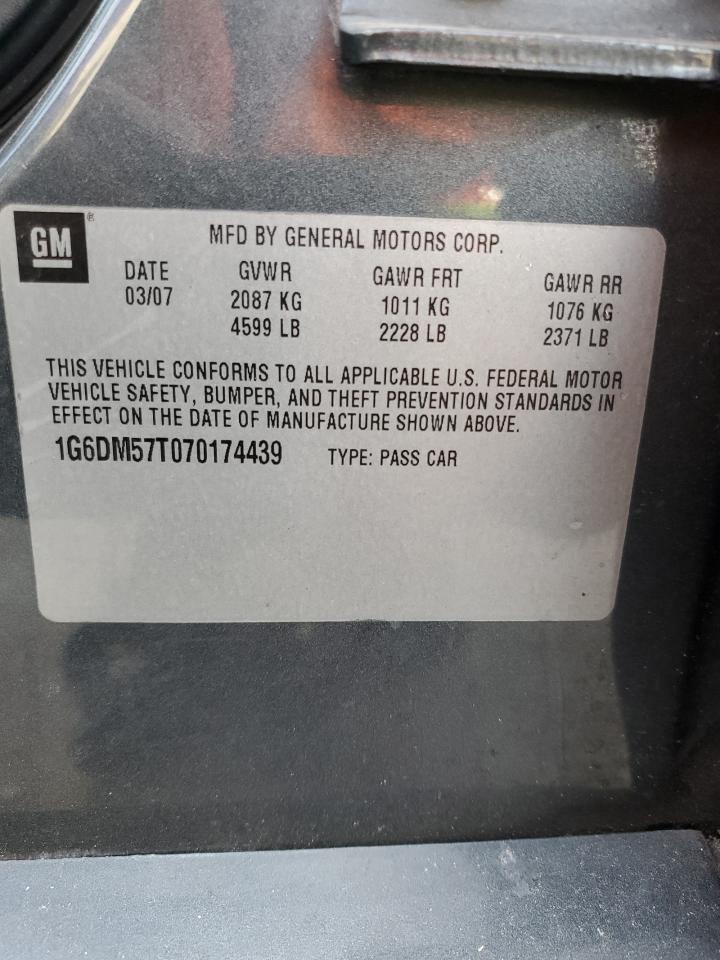 GM®
MFD BY GENERAL MOTORS CORP.
DATE GVWR GAWR FRT GAWR RR
03/07 2087 KG 1011 KG 1076 KG
4599 LB 2228 LB 2371 LB
THIS VEHICLE CONFORMS TO ALL APPLICABLE U.S. FEDERAL MOTOR
VEHICLE SAFETY, BUMPER, AND THEFT PREVENTION STANDARDS IN
EFFECT ON THE DATE OF MANUFACTURE SHOWN ABOVE.
1G6DM57T070174439 TYPE: PASS CAR